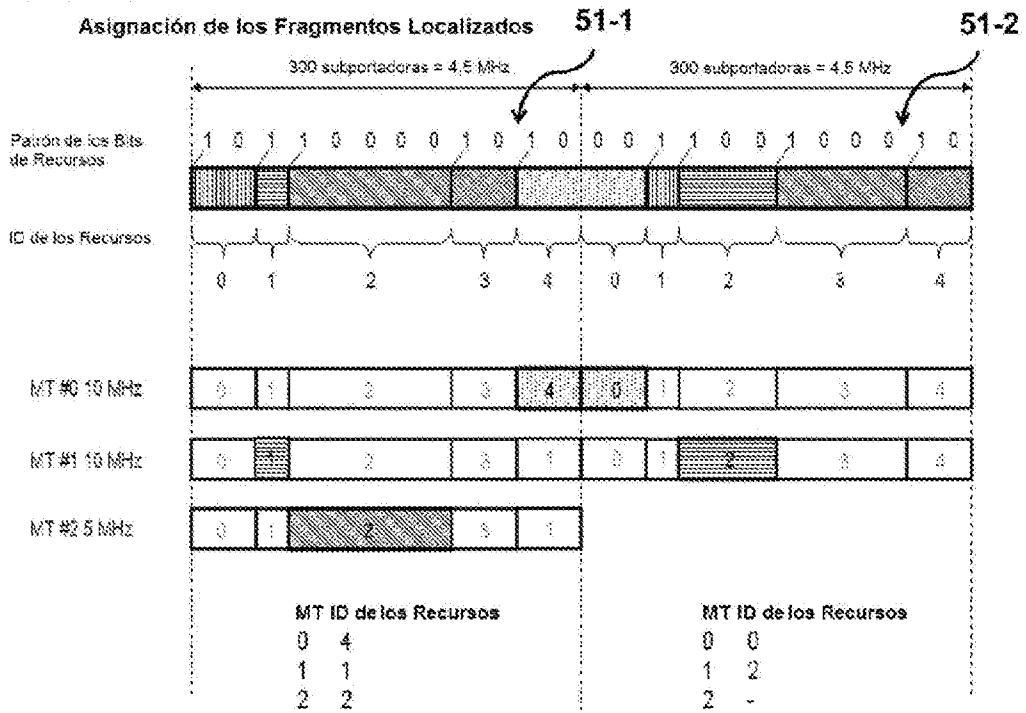 Asignación de los Fragmentos Localizados 51-1 51-2
300 subportadoras = 4,5 MHz 300 subportadoras = 4.5 MHz
Patrón de los Bits de Recursos
1 0 1 1 0 0 0 0 1 0 1 0 0 0 1 1 0 0 1 0 0 0 1 0
ID de los Recursos
0 1 2 3 4 0 1 2 3 4
MT #0 10 MHz 0 1 2 3 4 0 1 2 3 4
MT #1 10 MHz 0 1 2 3 1 0 1 2 3 4
MT #2 5 MHz 0 1 2 3 1
MT ID de los Recursos MT ID de los Recursos
0 4 0 0
1 1 1 2
2 2 2 -